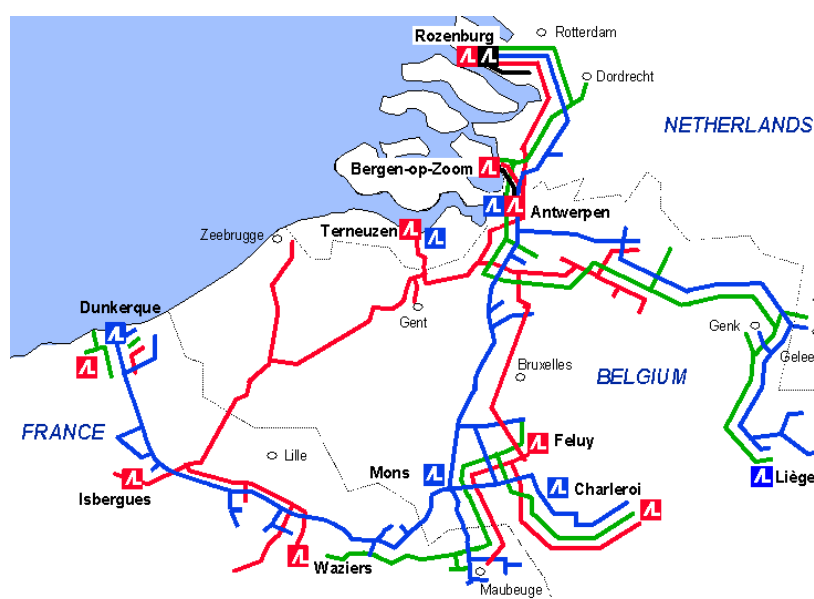 Rozenburg
Rotterdam
Dordrecht
NETHERLANDS
Bergen-op-Zoom
Antwerpen
Terneuzen
Zeebrugge
Dunkerque
Gent
Genk
Gelee
Bruxelles
BELGIUM
FRANCE
Lille
Feluy
Mons
Isbergues
Charleroi
Liège
Waziers
Maubeuge